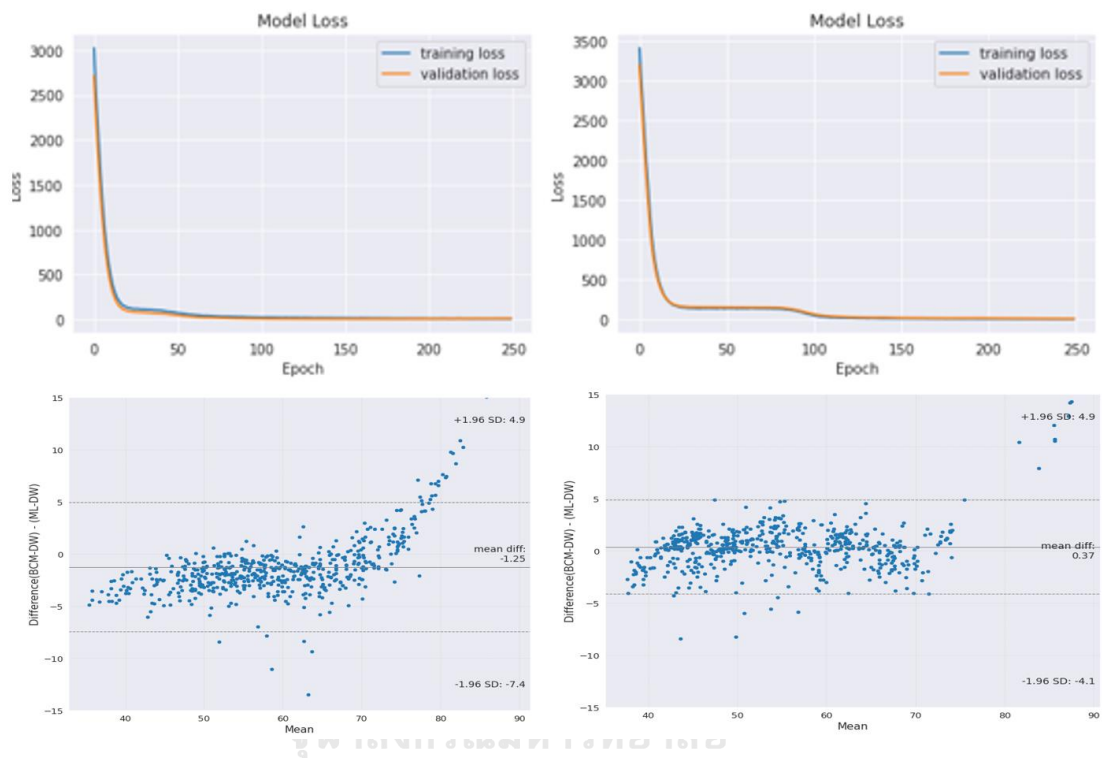 Model Loss
3000
2500
2000
1500
1000
500
0
Loss
training loss
validation loss
0 50 100 150 200 250
Epoch
Model Loss
3500
3000
2500
2000
1500
1000
500
0
Loss
training loss
validation loss
0 50 100 150 200 250
Epoch
15
10
5
0
−5
−10
−15
Difference(BCM-DW) - (ML-DW)
+1.96 SD: 4.9
mean diff:
-1.25
-1.96 SD: -7.4
40 50 60 70 80 90
Mean
15
10
5
0
−5
−10
−15
Difference(BCM-DW) - (ML-DW)
+1.96 SD: 4.9
mean diff:
0.37
-1.96 SD: -4.1
40 50 60 70 80 90
Mean